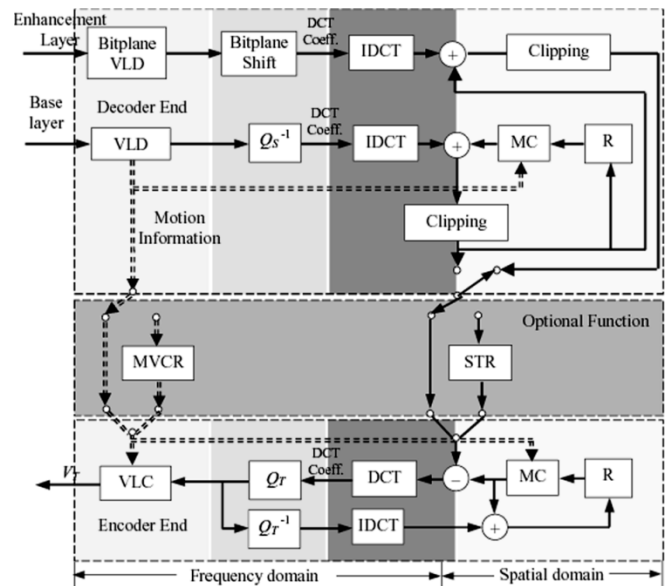 Enhancement
Layer
Bitplane
VLD
Bitplane
Shift
DCT
Coeff.
IDCT
+
Clipping
Base
layer
Decoder End
VLD
Qs⁻¹
DCT
Coeff.
IDCT
+
MC
R
Motion
Information
Clipping
Optional Function
MVCR
STR
VT
VLC
QT
DCT
Coeff.
DCT
−
MC
R
Encoder End
QT⁻¹
IDCT
+
Frequency domain
Spatial domain